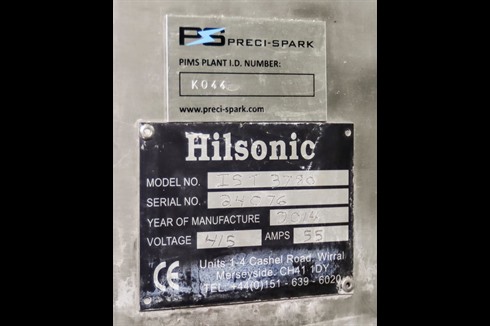 PS PRECI-SPARK
PIMS PLANT I.D. NUMBER:
K044
www.preci-spark.com
Hilsonic
MODEL NO.
SERIAL NO.
YEAR OF MANUFACTURE 2014
VOLTAGE 415 AMPS 55
Units 1-4 Cashel Road, Wirral
Merseyside. CH41 1DY
CE TEL: +44(0)151 - 639 - 6020